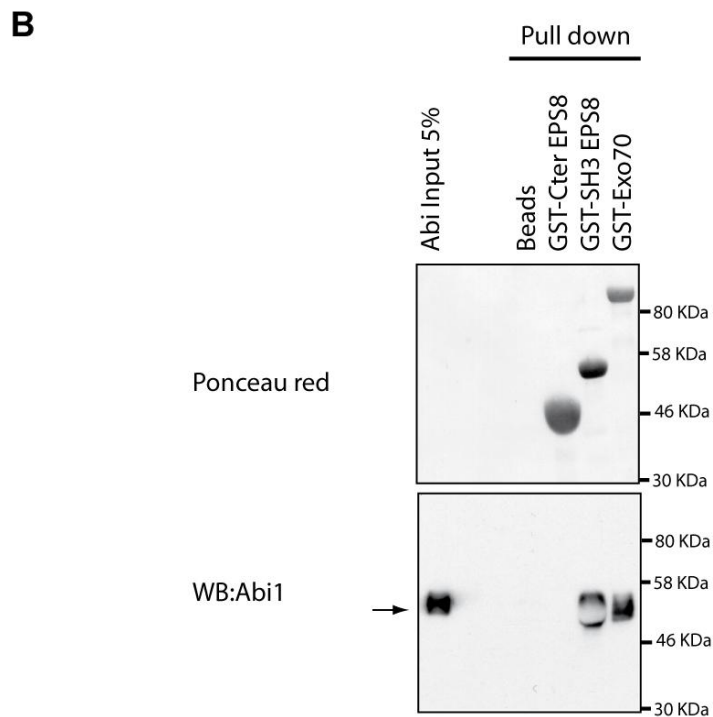 B
Pull down
Abi Input 5%
Beads
GST-Cter EPS8
GST-SH3 EPS8
GST-Exo70
80 KDa
58 KDa
Ponceau red
46 KDa
30 KDa
80 KDa
58 KDa
WB:Abi1
46 KDa
30 KDa